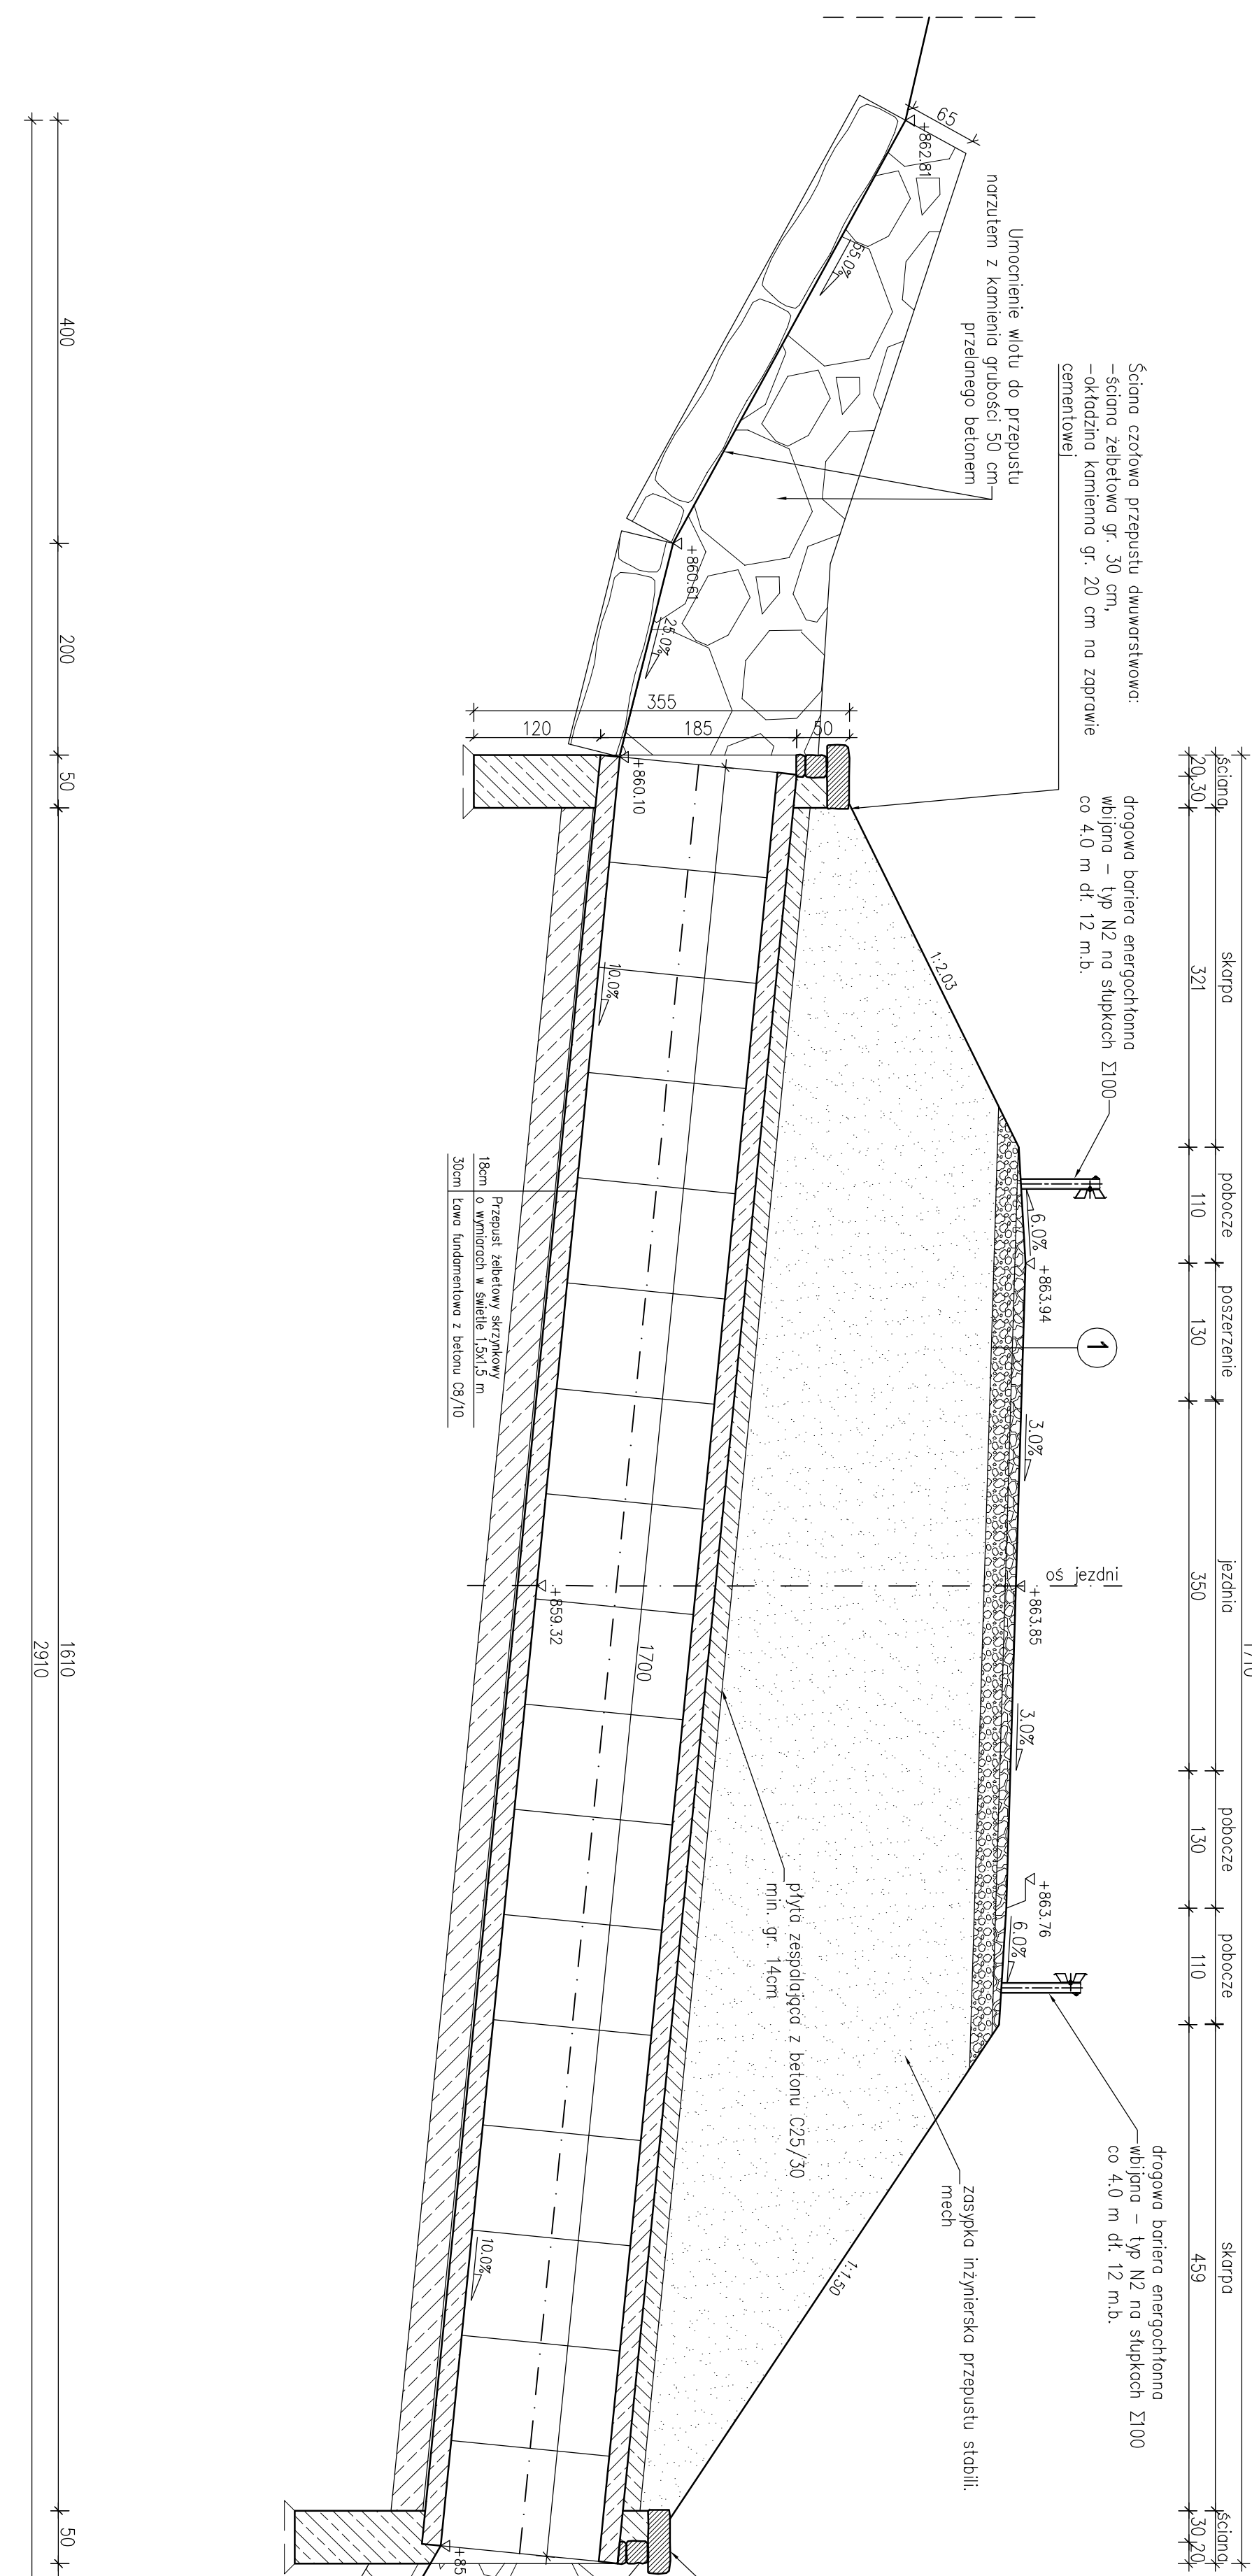 Ściana czołowa przepustu dwuwarstwowa:
-ściana żelbetowa gr. 30 cm,
-okładzina kamienna gr. 20 cm na zaprawie
cementowej
Umocnienie wlotu do przepustu
narzutem z kamienia grubości 50 cm
przelanego betonem
drogowa bariera energochłonna
wbijana - typ N2 na słupkach Σ100
co 4.0 m dł. 12 m.b.
drogowa bariera energochłonna
wbijana - typ N2 na słupkach Σ100
co 4.0 m dł. 12 m.b.
ściana
skarpa
pobocze
poszerzenie
jezdnia
pobocze
pobocze
skarpa
ściana
20
30
321
110
130
350
130
110
459
30
20
1
oś jezdni
65
+862.81
55.0%
+860.61
25.0%
355
120
185
50
+860.10
1:2.03
10.0%
6.0%
+863.94
3.0%
+863.85
3.0%
+863.76
6.0%
1:1.50
+859.32
1700
10.0%
płyta zespalająca z betonu C25/30
min. gr. 14cm
zasypka inżynierska przepustu stabili.
mech
Przepust żelbetowy skrzynkowy
18cm o wymiarach w świetle 1,5x1,5 m
30cm Ława fundamentowa z betonu C8/10
400
200
50
1610
50
2910